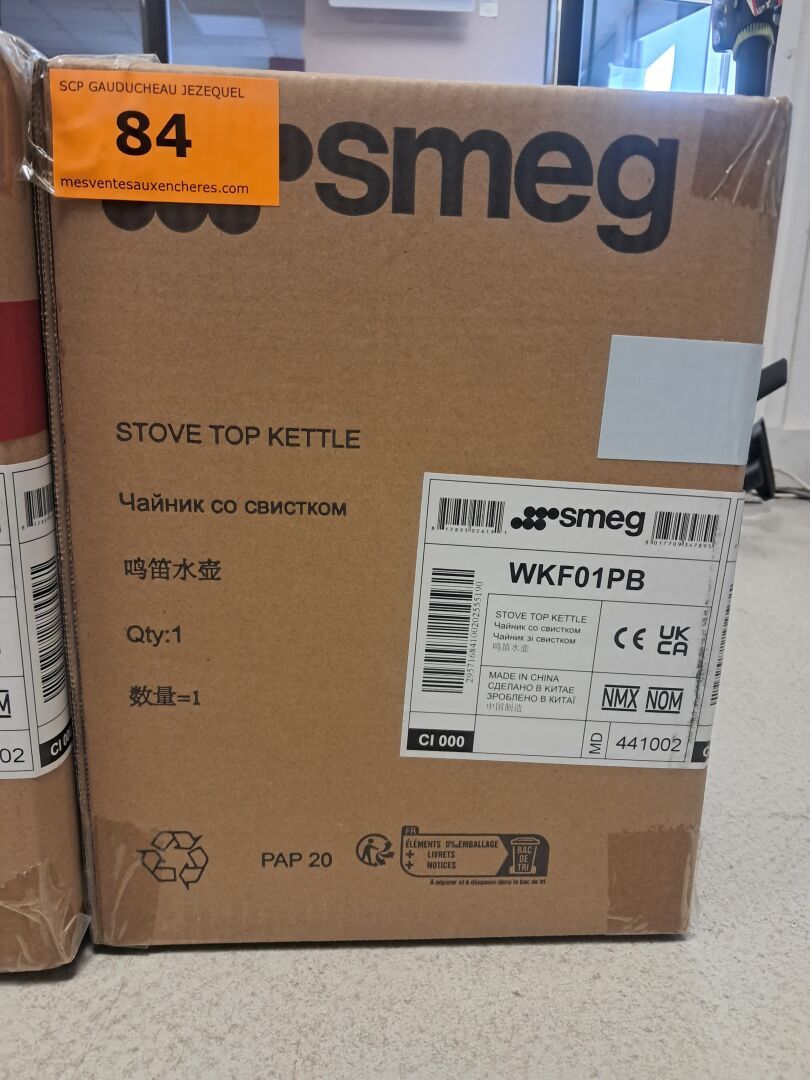 SCP GAUDUCHEAU JEZEQUEL
84
mesventesauxencheres.com
smeg
STOVE TOP KETTLE
Чайник со свистком
鸣笛水壶
Qty:1
数量=1
smeg
WKF01PB
29571684100202555190
STOVE TOP KETTLE
Чайник со свистком
Чайник зі свистком
鸣笛水壶
CE UK CA
MADE IN CHINA
СДЕЛАНО В КИТАЕ
ЗРОБЛЕНО В КИТАЇ
中国制造
NMX NOM
CI 000
MD
441002
PAP 20
FR
ÉLÉMENTS D'EMBALLAGE
+ LIVRETS
+ NOTICES
BAC
DE
TRI
À séparer et à déposer dans le bac de tri
02
CI 00